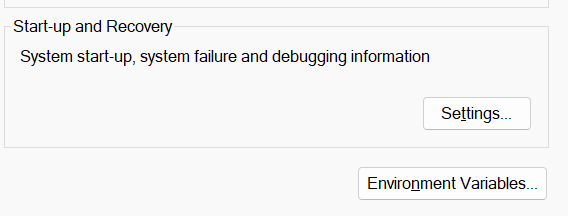 Start-up and Recovery
System start-up, system failure and debugging information
Settings...
Environment Variables...